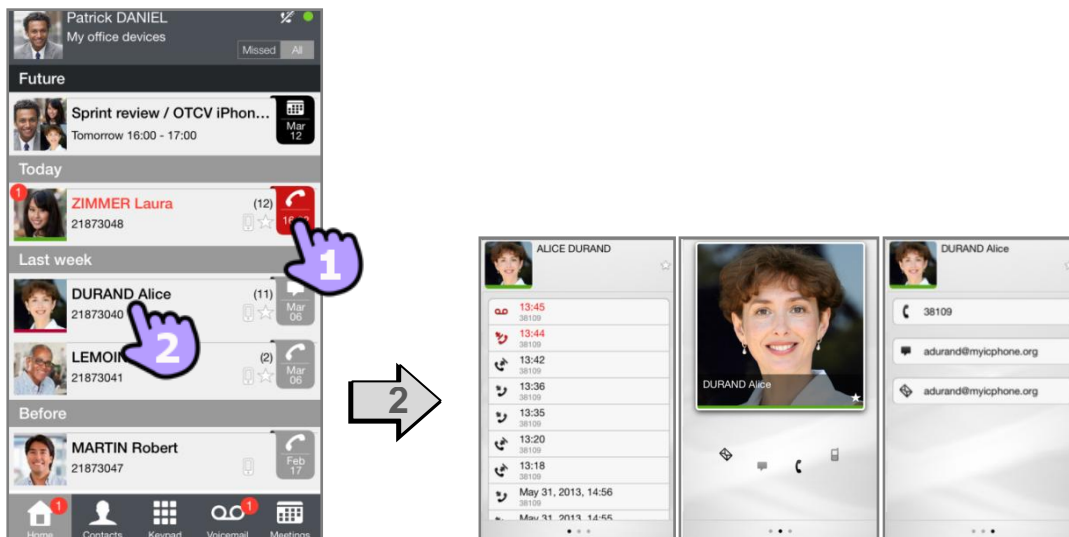 Patrick DANIEL
My office devices
Missed All
Future
Sprint review / OTCV iPhon...
Tomorrow 16:00 - 17:00
Mar
12
Today
1
ZIMMER Laura
(12)
21873048
1
Last week
DURAND Alice
(11)
21873040
Mar
06
2
(2)
21873041
Mar
06
Before
MARTIN Robert
21873047
Feb
17
1
1
Home Contacts Keypad Voicemail Meetings
2
ALICE DURAND
13:45
38109
13:44
38109
13:42
38109
13:36
38109
13:35
38109
13:20
38109
13:18
38109
May 31, 2013, 14:56
38109
May 31, 2013, 14:55
DURAND Alice
DURAND Alice
38109
adurand@myicphone.org
adurand@myicphone.org